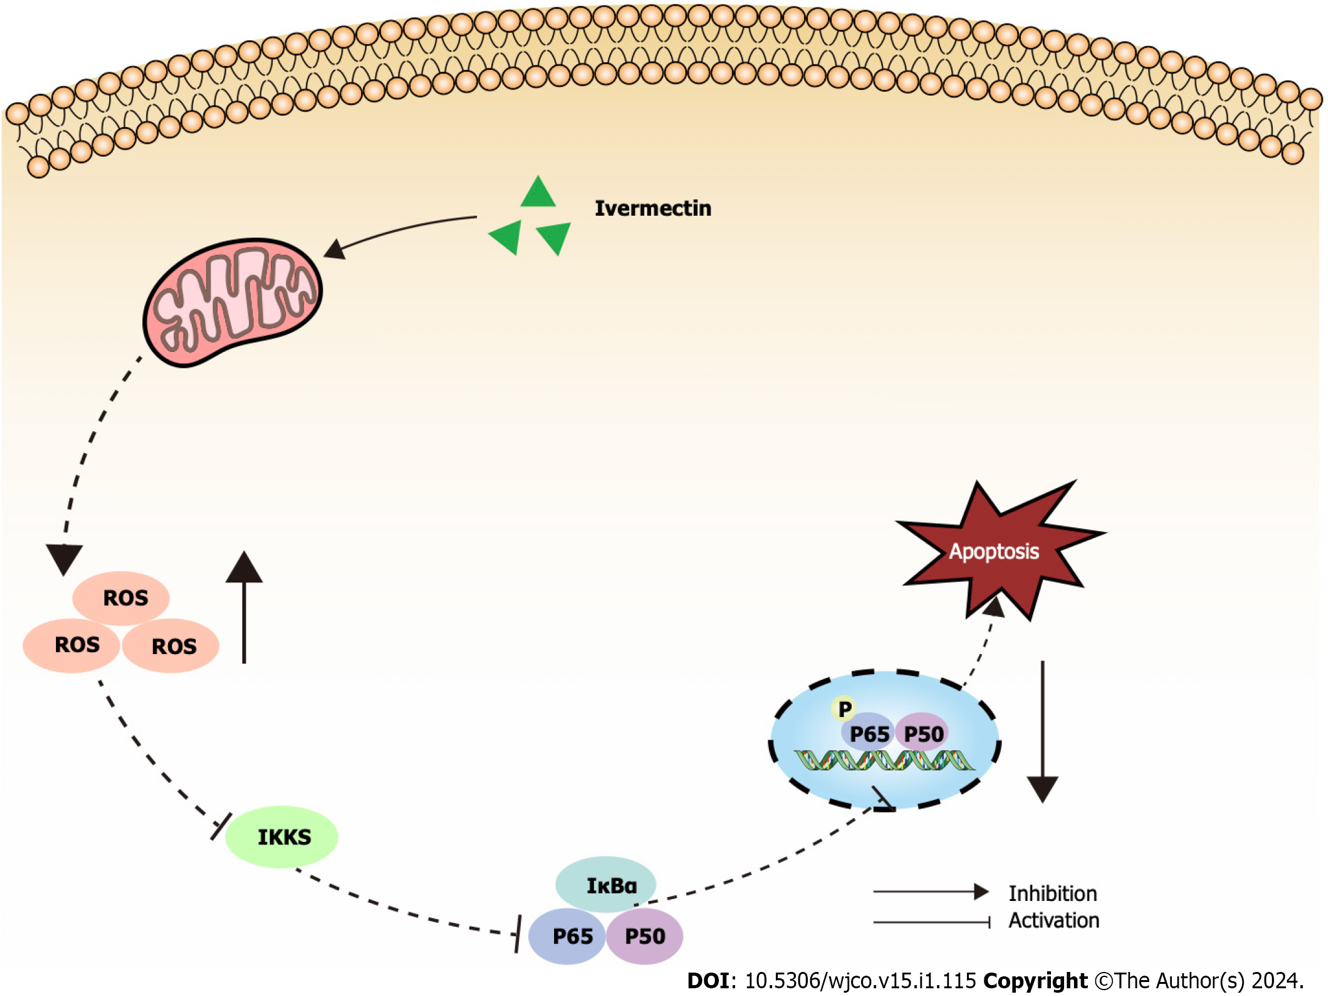 Ivermectin
Apoptosis
ROS
ROS ROS
P
P65 P50
IKKS
IκBα
P65 P50
Inhibition
Activation
DOI: 10.5306/wjco.v15.i1.115 Copyright ©The Author(s) 2024.